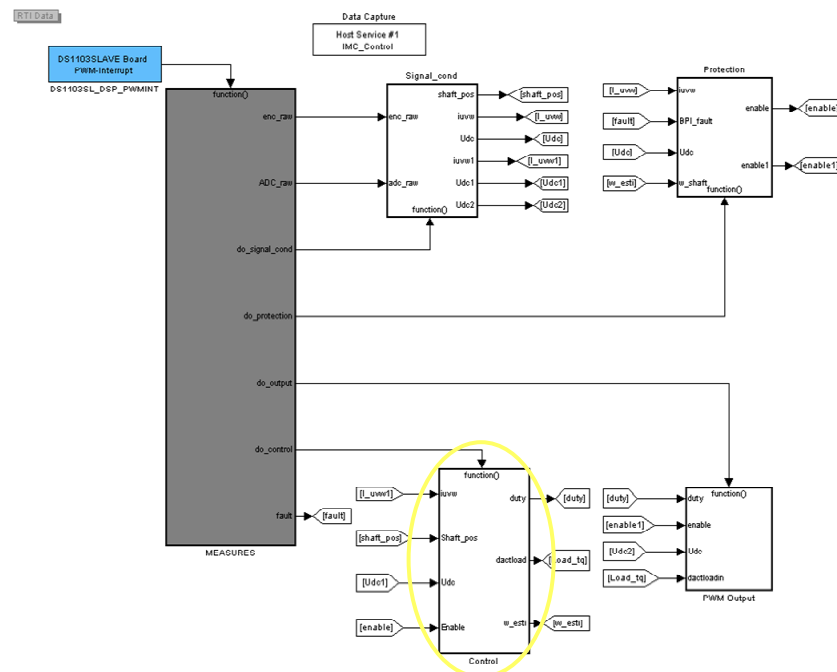 RTI Data
Data Capture
Host Service #1
IMC_Control
DS1103SLAVE Board
PWM-Interrupt
DS1103SL_DSP_PWMINT
function()
enc_raw
ADC_raw
do_signal_cond
do_protection
do_output
do_control
fault
[fault]
MEASURES
Signal_cond
enc_raw
adc_raw
shaft_pos
iuvw
Udc
iuvw1
Udc1
Udc2
function()
[shaft_pos]
[I_uvw]
[Udc]
[I_uvw1]
[Udc1]
[Udc2]
Protection
[I_uvw]
[fault]
[Udc]
[w_esti]
iuvw
BPI_fault
Udc
w_shaft
enable
enable1
function()
[enable]
[enable1]
function()
[I_uvw1]
[shaft_pos]
[Udc1]
[enable]
iuvw
Shaft_pos
Udc
Enable
duty
dactload
w_esti
[duty]
[Load_tq]
[w_esti]
Control
function()
[duty]
[enable1]
[Udc2]
[Load_tq]
duty
enable
Udc
dactloadin
PWM Output